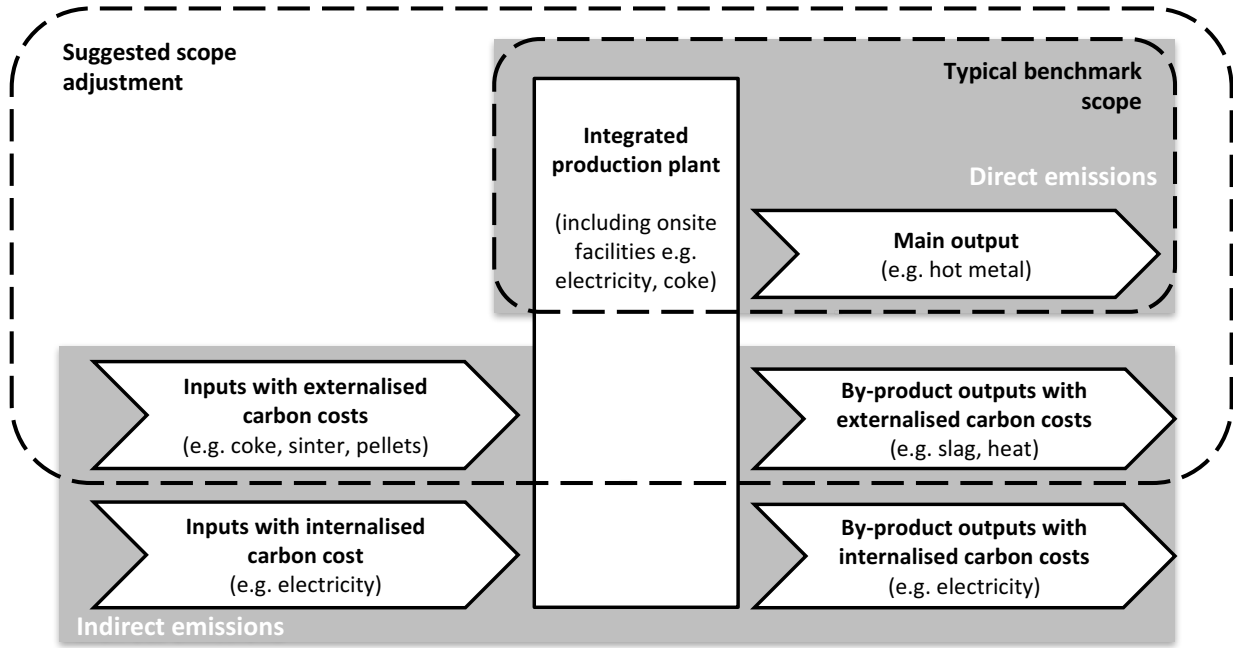 Suggested scope
adjustment
Typical benchmark
scope
Integrated
production plant
(including onsite
facilities e.g.
electricity, coke)
Direct emissions
Main output
(e.g. hot metal)
Inputs with externalised
carbon costs
(e.g. coke, sinter, pellets)
By-product outputs with
externalised carbon costs
(e.g. slag, heat)
Inputs with internalised
carbon cost
(e.g. electricity)
By-product outputs with
internalised carbon costs
(e.g. electricity)
Indirect emissions